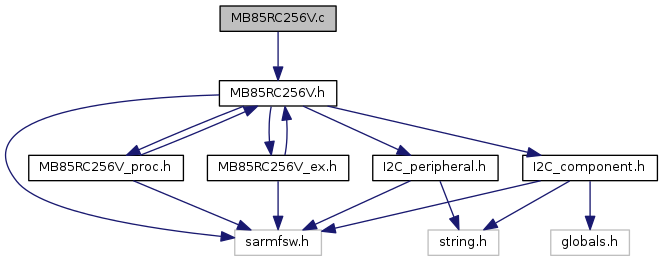 MB85RC256V.c
MB85RC256V.h
MB85RC256V_proc.h
MB85RC256V_ex.h
I2C_peripheral.h
I2C_component.h
sarmfsw.h
string.h
globals.h